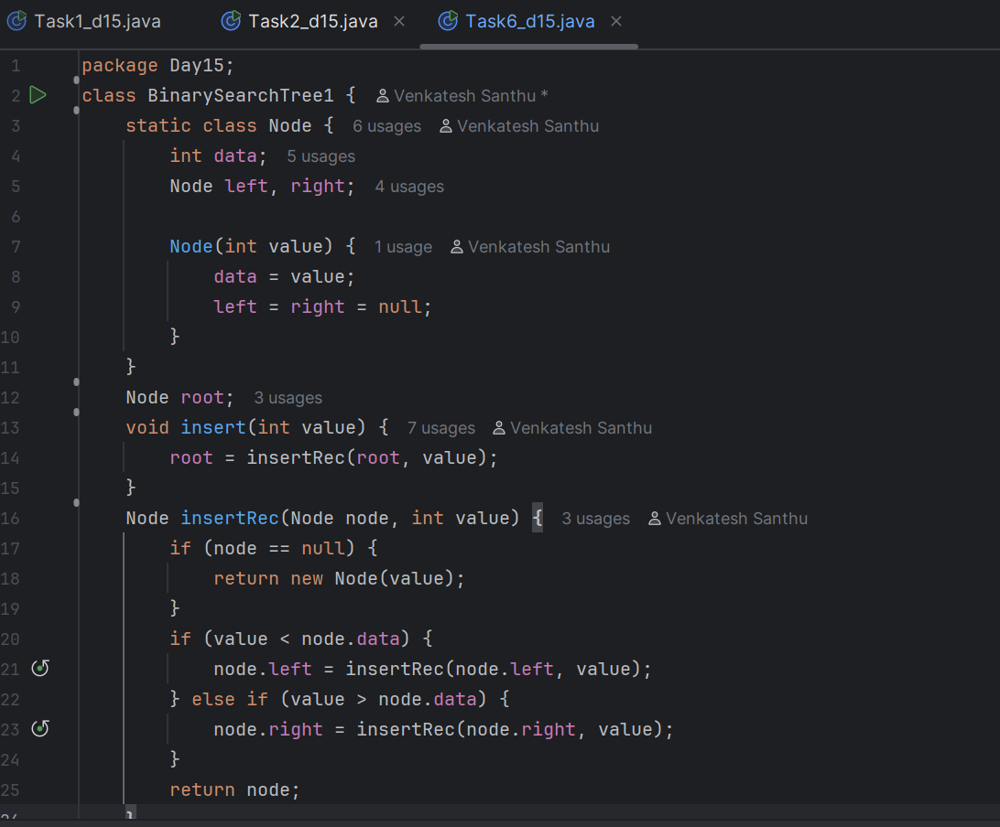 Task1_d15.java Task2_d15.java × Task6_d15.java ×
1 package Day15;
2 class BinarySearchTree1 { Venkatesh Santhu *
3 static class Node { 6 usages Venkatesh Santhu
4 int data; 5 usages
5 Node left, right; 4 usages
6
7 Node(int value) { 1 usage Venkatesh Santhu
8 data = value;
9 left = right = null;
10 }
11 }
12 Node root; 3 usages
13 void insert(int value) { 7 usages Venkatesh Santhu
14 root = insertRec(root, value);
15 }
16 Node insertRec(Node node, int value) { 3 usages Venkatesh Santhu
17 if (node == null) {
18 return new Node(value);
19 }
20 if (value < node.data) {
21 node.left = insertRec(node.left, value);
22 } else if (value > node.data) {
23 node.right = insertRec(node.right, value);
24 }
25 return node;
26 }